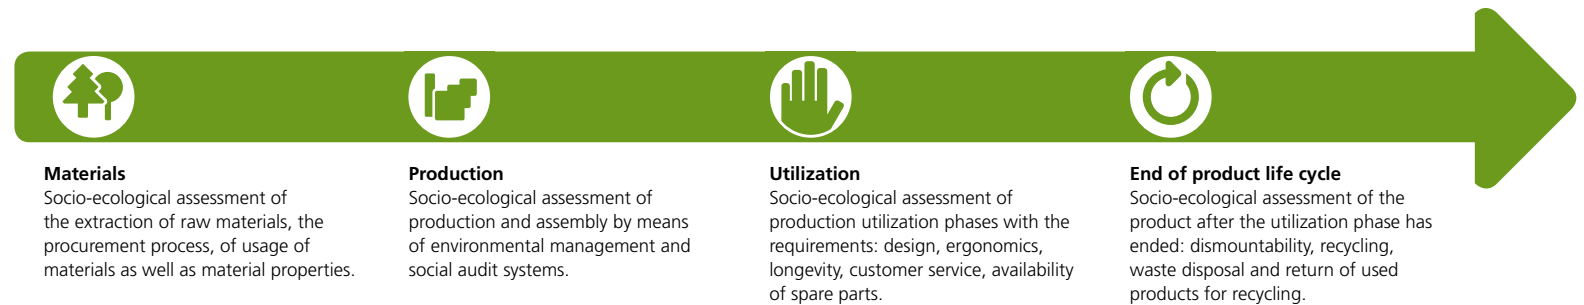 Materials
Socio-ecological assessment of
the extraction of raw materials, the
procurement process, of usage of
materials as well as material properties.
Production
Socio-ecological assessment of
production and assembly by means
of environmental management and
social audit systems.
Utilization
Socio-ecological assessment of
production utilization phases with the
requirements: design, ergonomics,
longevity, customer service, availability
of spare parts.
End of product life cycle
Socio-ecological assessment of the
product after the utilization phase has
ended: dismountability, recycling,
waste disposal and return of used
products for recycling.